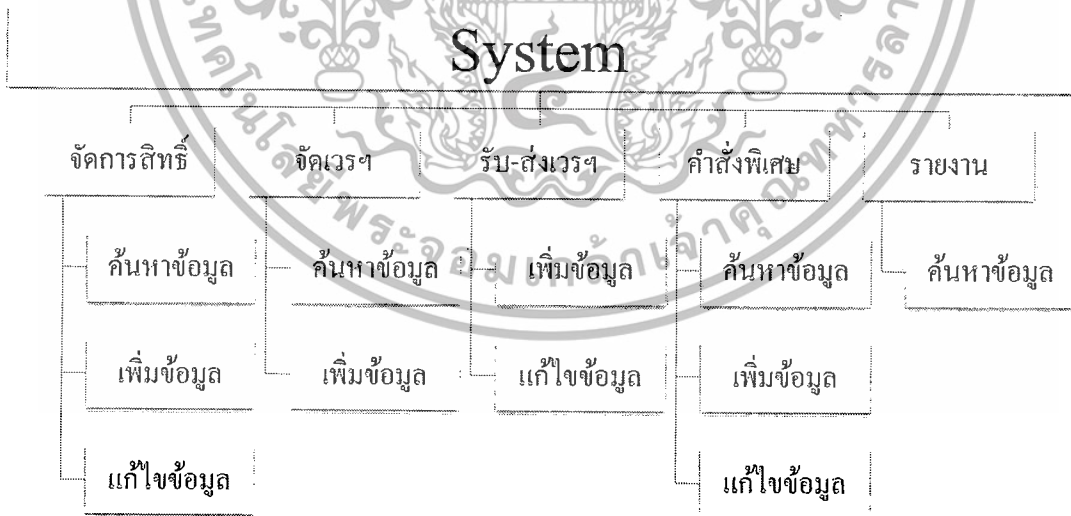 System
จัดการสิทธิ์ จัดเวรฯ รับ-ส่งเวรฯ คำสั่งพิเศษ รายงาน
ค้นหาข้อมูล ค้นหาข้อมูล เพิ่มข้อมูล ค้นหาข้อมูล ค้นหาข้อมูล
เพิ่มข้อมูล เพิ่มข้อมูล แก้ไขข้อมูล เพิ่มข้อมูล
แก้ไขข้อมูล แก้ไขข้อมูล